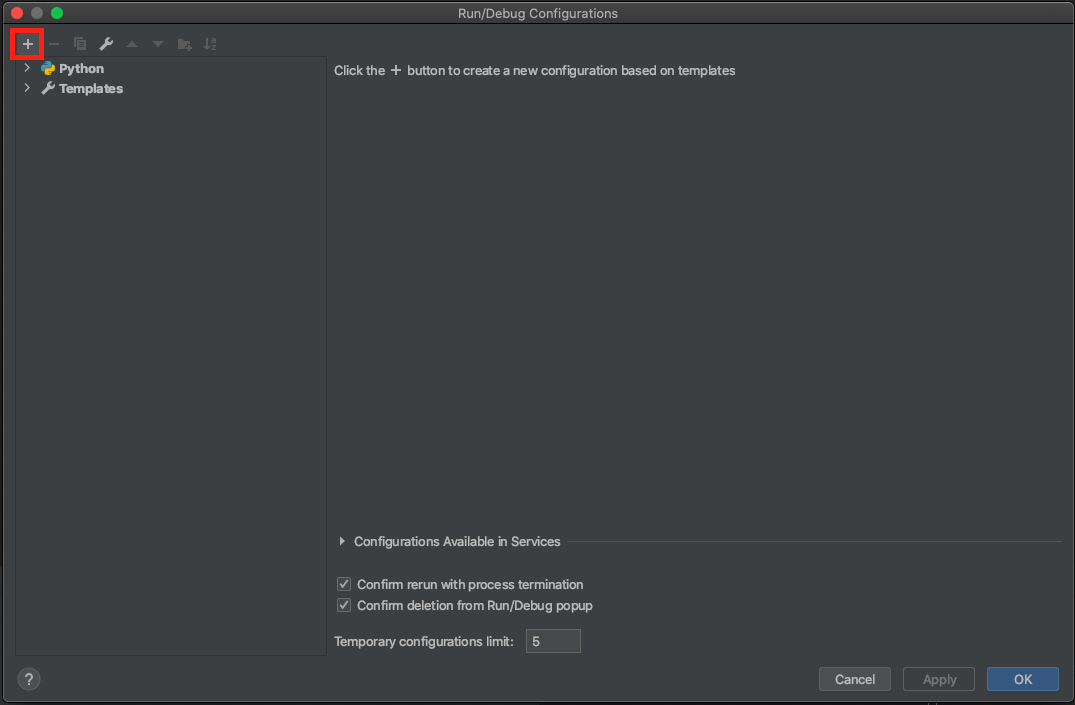 Run/Debug Configurations
Python
Templates
Click the + button to create a new configuration based on templates
Configurations Available in Services
Confirm rerun with process termination
Confirm deletion from Run/Debug popup
Temporary configurations limit: 5
? Cancel Apply OK